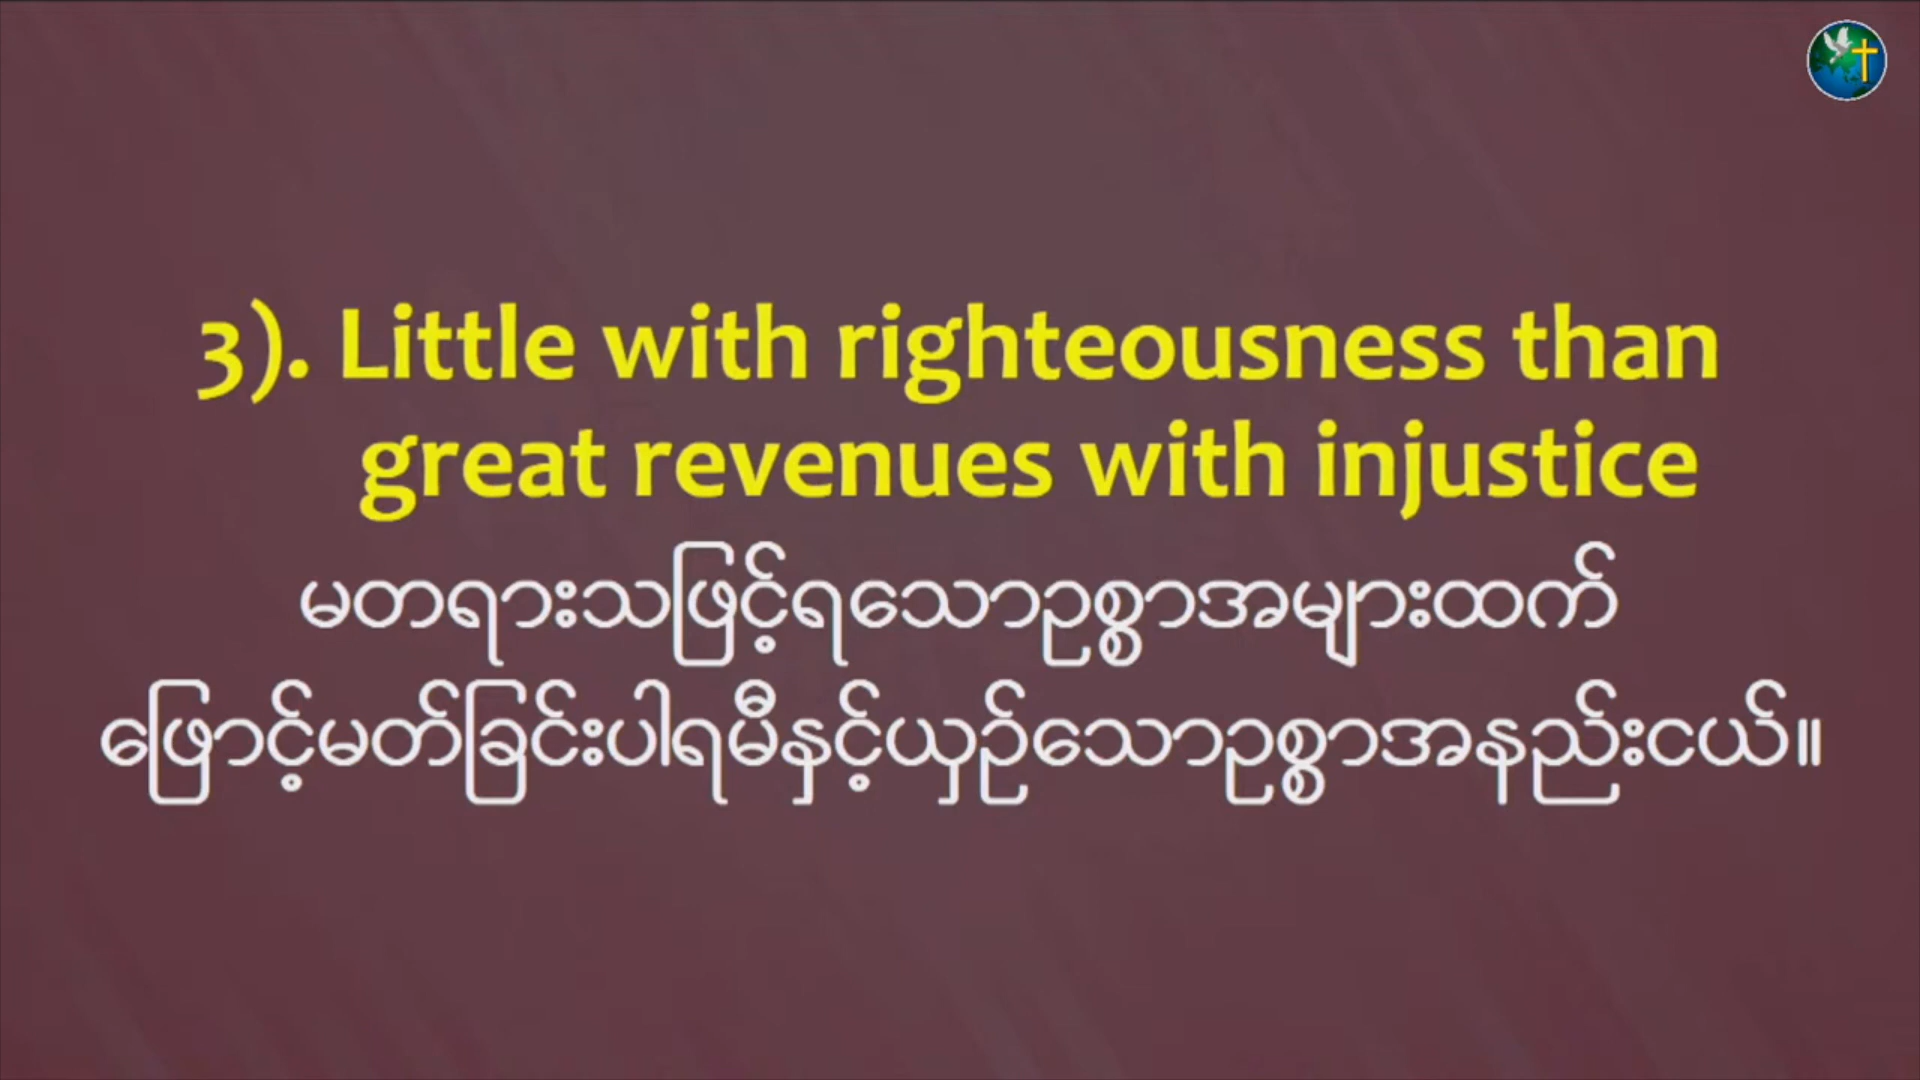 3). Little with righteousness than
great revenues with injustice
မတရားသဖြင့်ရသောဥစ္စာအများထက်
ဖြောင့်မတ်ခြင်းပါရမီနှင့်ယှဉ်သောဥစ္စာအနည်းငယ်။